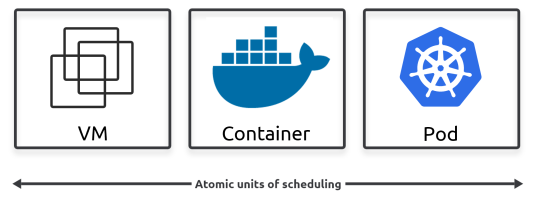 VM
Container
Pod
Atomic units of scheduling